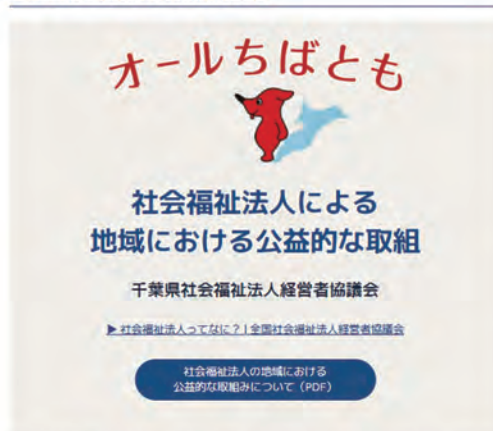 オールちばとも
社会福祉法人による
地域における公益的な取組
千葉県社会福祉法人経営者協議会
▶ 社会福祉法人ってなに？ | 全国社会福祉法人経営者協議会
社会福祉法人の地域における
公益的な取組みについて（PDF）